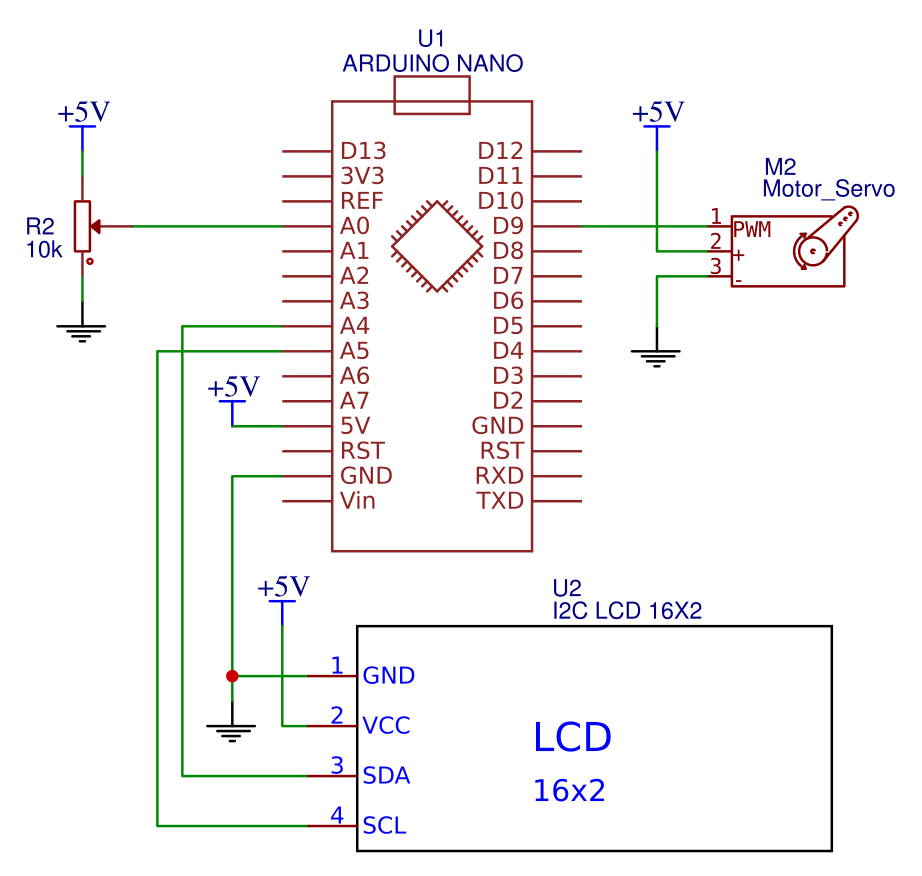 U1
ARDUINO NANO
+5V
R2
10k
D13
3V3
REF
A0
A1
A2
A3
A4
A5
A6
A7
5V
RST
GND
Vin
D12
D11
D10
D9
D8
D7
D6
D5
D4
D3
D2
GND
RST
RXD
TXD
+5V
+5V
M2
Motor_Servo
1
PWM
2
+
3
-
+5V
U2
I2C LCD 16X2
1 GND
2 VCC
3 SDA
4 SCL
LCD
16x2